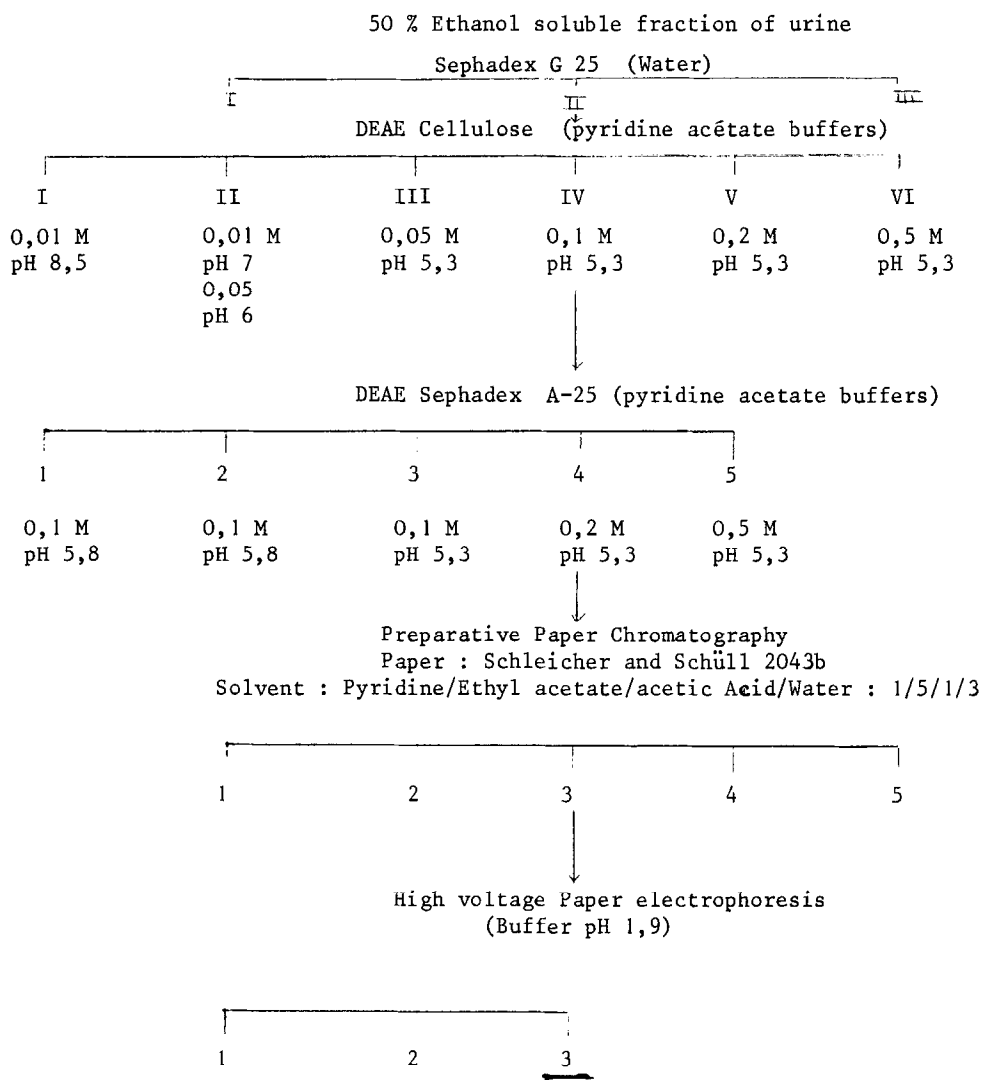 50 % Ethanol soluble fraction of urine
Sephadex G 25 (Water)
I II III
DEAE Cellulose (pyridine acétate buffers)
I II III IV V VI
0,01 M 0,01 M 0,05 M 0,1 M 0,2 M 0,5 M
pH 8,5 pH 7 pH 5,3 pH 5,3 pH 5,3 pH 5,3
0,05
pH 6
DEAE Sephadex A-25 (pyridine acetate buffers)
1 2 3 4 5
0,1 M 0,1 M 0,1 M 0,2 M 0,5 M
pH 5,8 pH 5,8 pH 5,3 pH 5,3 pH 5,3
Preparative Paper Chromatography
Paper : Schleicher and Schüll 2043b
Solvent : Pyridine/Ethyl acetate/acetic Acid/Water : 1/5/1/3
1 2 3 4 5
High voltage Paper electrophoresis
(Buffer pH 1,9)
1 2 3